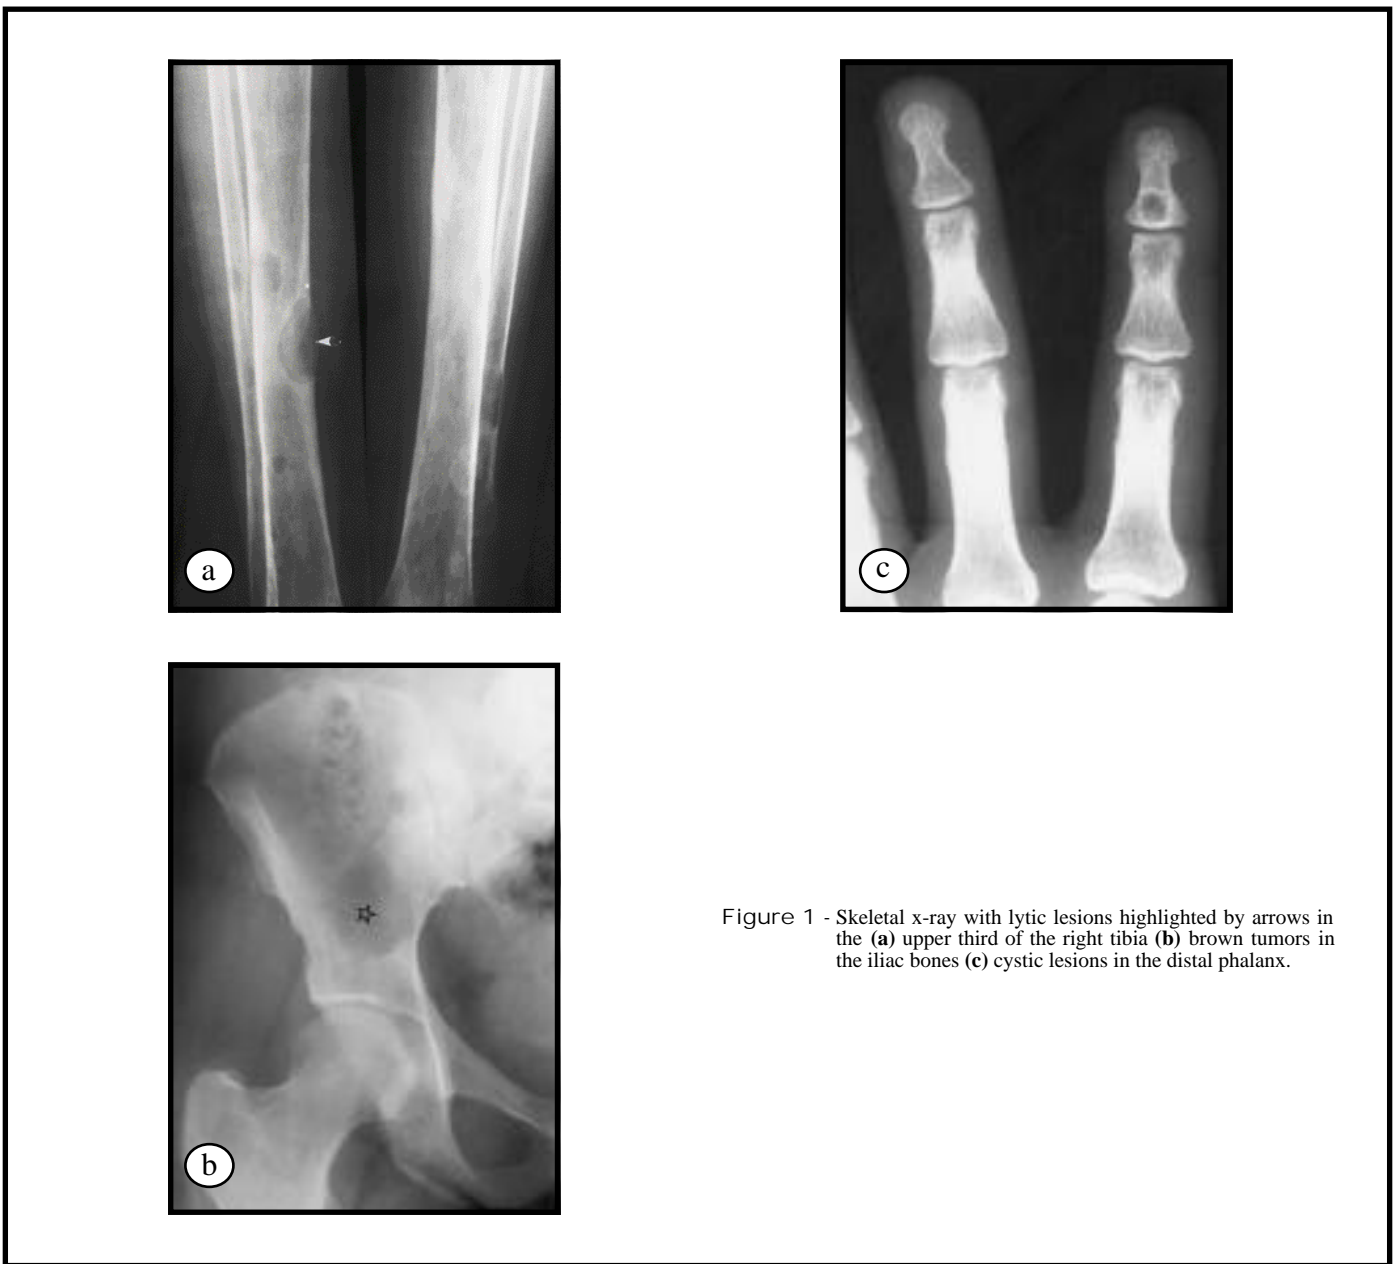 a
c
b
Figure 1 - Skeletal x-ray with lytic lesions highlighted by arrows in
the (a) upper third of the right tibia (b) brown tumors in
the iliac bones (c) cystic lesions in the distal phalanx.